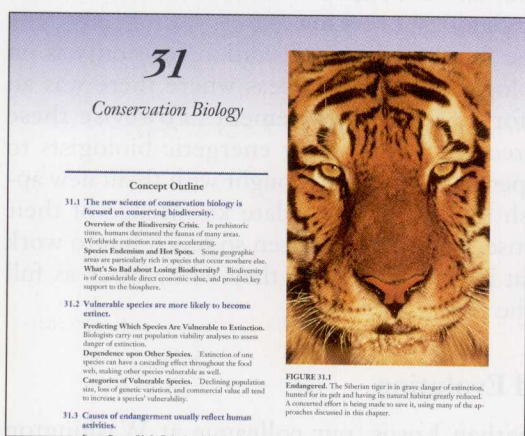 31
Conservation Biology
Concept Outline
31.1 The new science of conservation biology is
focused on conserving biodiversity.
Overview of the Biodiversity Crisis. In prehistoric
times, humans decimated the faunas of many areas.
Worldwide extinction rates are accelerating.
Species Endemism and Hot Spots. Some geographic
areas are particularly rich in species that occur nowhere else.
What's So Bad about Losing Biodiversity? Biodiversity
is of considerable direct economic value, and provides key
support to the biosphere.
31.2 Vulnerable species are more likely to become
extinct.
Predicting Which Species Are Vulnerable to Extinction.
Biologists carry out population viability analyses to assess
danger of extinction.
Dependence upon Other Species. Extinction of one
species can have a cascading effect throughout the food
web, making other species vulnerable as well.
Categories of Vulnerable Species. Declining population
size, loss of genetic variation, and commercial value all tend
to increase a species' vulnerability.
31.3 Causes of endangerment usually reflect human
activities.
FIGURE 31.1
Endangered. The Siberian tiger is in grave danger of extinction,
hunted for its pelt and having its natural habitat greatly reduced.
A concerted effort is being made to save it, using many of the ap-
proaches discussed in this chapter.